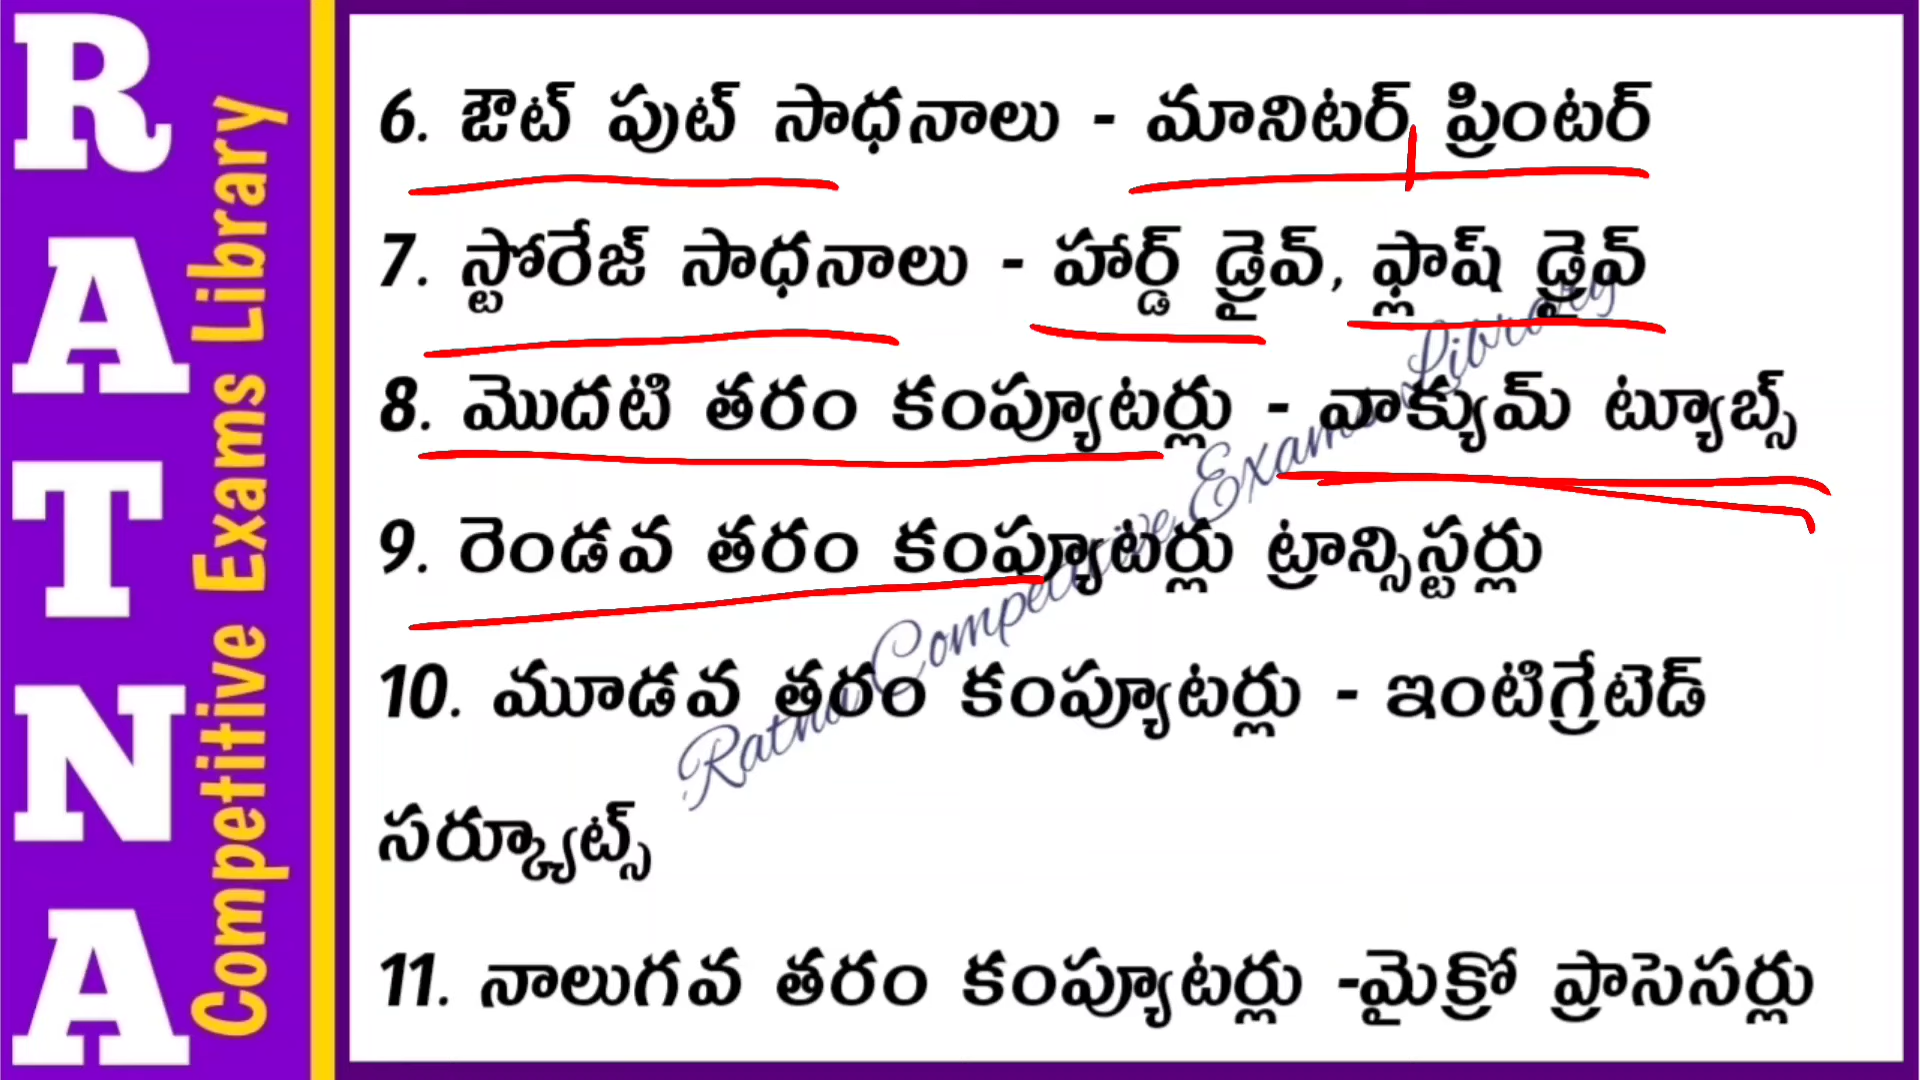 RATNA
Competitive Exams Library
6. ఔట్ పుట్ సాధనాలు - మానిటర్, ప్రింటర్
7. స్టోరేజ్ సాధనాలు - హార్డ్ డ్రైవ్, ఫ్లాష్ డ్రైవ్
8. మొదటి తరం కంప్యూటర్లు - వాక్యుమ్ ట్యూబ్స్
9. రెండవ తరం కంప్యూటర్లు ట్రాన్సిస్టర్లు
10. మూడవ తరం కంప్యూటర్లు - ఇంటిగ్రేటెడ్
సర్క్యూట్స్
11. నాలుగవ తరం కంప్యూటర్లు -మైక్రో ప్రాసెసర్లు
Ratna Competitive Exams Library